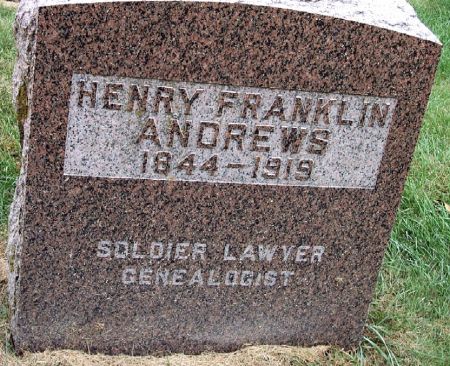 HENRY FRANKLIN
ANDREWS
1844-1919
SOLDIER LAWYER
GENEALOGIST